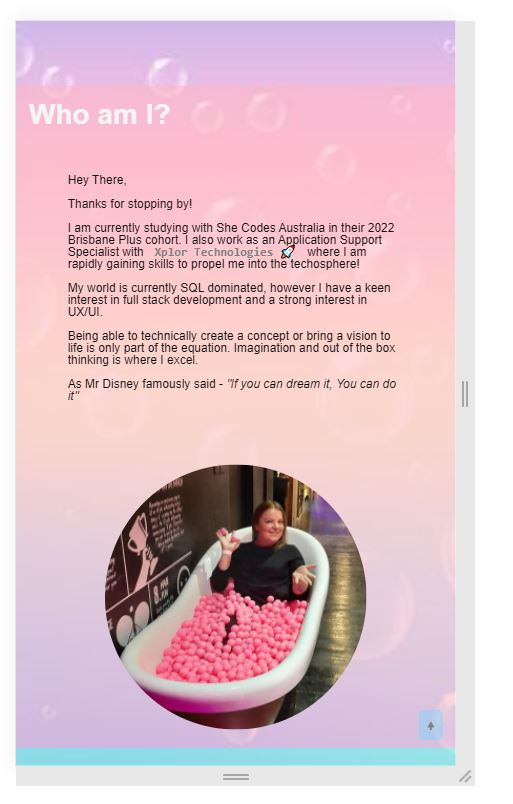 Who am I?
Hey There,
Thanks for stopping by!
I am currently studying with She Codes Australia in their 2022
Brisbane Plus cohort. I also work as an Application Support
Specialist with Xplor Technologies 🚀 where I am
rapidly gaining skills to propel me into the techosphere!
My world is currently SQL dominated, however I have a keen
interest in full stack development and a strong interest in
UX/UI.
Being able to technically create a concept or bring a vision to
life is only part of the equation. Imagination and out of the box
thinking is where I excel.
As Mr Disney famously said - "If you can dream it, You can do
it"